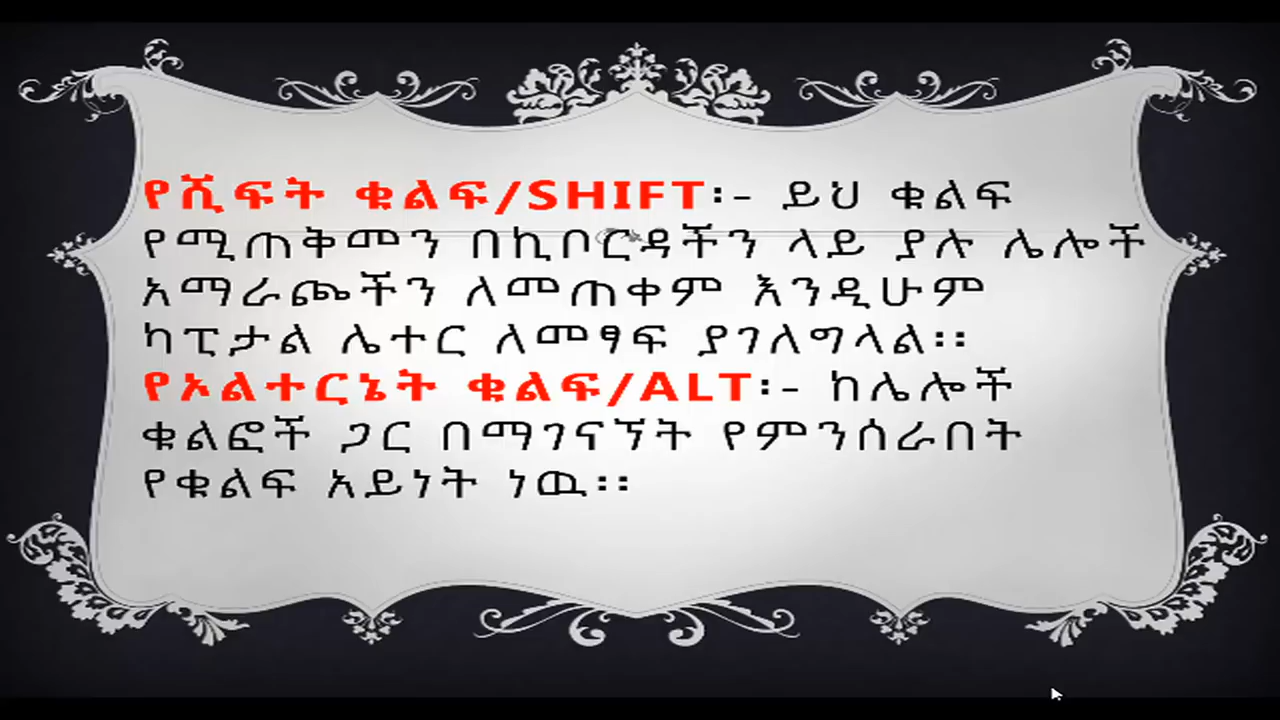 የሺፍት ቁልፍ/SHIFT፡- ይህ ቁልፍ
የሚጠቅመን በኪቦርዳችን ላይ ያሉ ሌሎች
አማራጮችን ለመጠቀም እንዲሁም
ካፒታል ሌተር ለመፃፍ ያገለግላል፡፡
የኦልተርኔት ቁልፍ/ALT፡- ከሌሎች
ቁልፎች ጋር በማገናኘት የምንሰራበት
የቁልፍ አይነት ነዉ፡፡